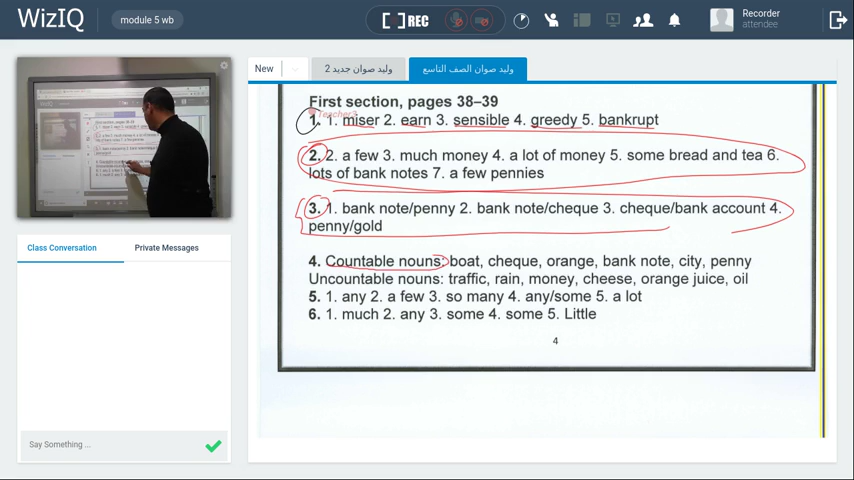 WizIQ
module 5 wb
[ ] REC
Recorder
attendee
New
وليد صوان جديد 2
وليد صوان الصف التاسع
First section, pages 38–39
Teacher2
1. 1. miser 2. earn 3. sensible 4. greedy 5. bankrupt
2. 2. a few 3. much money 4. a lot of money 5. some bread and tea 6.
lots of bank notes 7. a few pennies
3. 1. bank note/penny 2. bank note/cheque 3. cheque/bank account 4.
penny/gold
4. Countable nouns: boat, cheque, orange, bank note, city, penny
Uncountable nouns: traffic, rain, money, cheese, orange juice, oil
5. 1. any 2. a few 3. so many 4. any/some 5. a lot
6. 1. much 2. any 3. some 4. some 5. Little
4
Class Conversation
Private Messages
Say Something ...